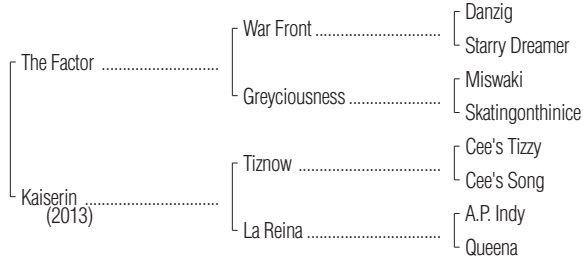 Danzig
War Front
Starry Dreamer
The Factor
Miswaki
Greyciousness
Skatingonthinice
Cee's Tizzy
Tiznow
Cee's Song
Kaiserin
(2013)
A.P. Indy
La Reina
Queena